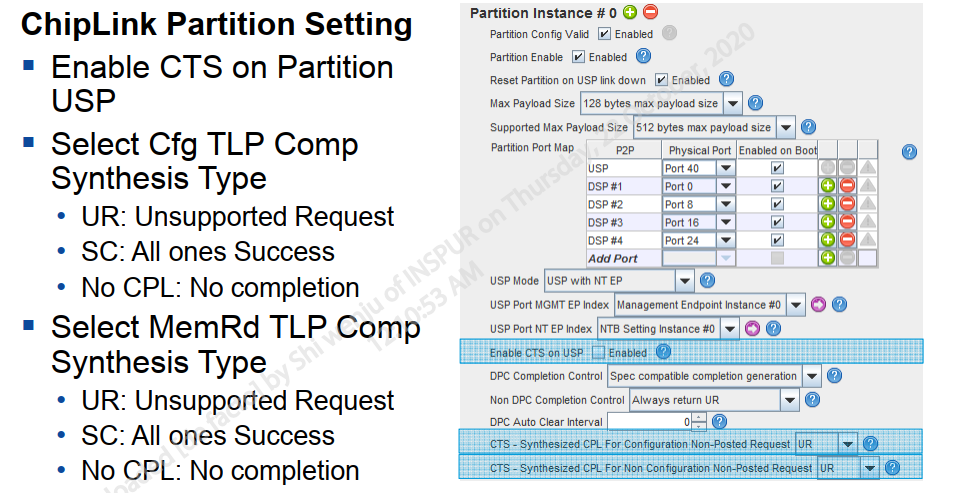 ChipLink Partition Setting
Enable CTS on Partition
USP
Select Cfg TLP Comp
Synthesis Type
UR: Unsupported Request
SC: All ones Success
No CPL: No completion
Select MemRd TLP Comp
Synthesis Type
UR: Unsupported Request
SC: All ones Success
No CPL: No completion
Partition Instance # 0
Partition Config Valid Enabled
Partition Enable Enabled
Reset Partition on USP link down Enabled
Max Payload Size 128 bytes max payload size
Supported Max Payload Size 512 bytes max payload size
Partition Port Map
P2P Physical Port Enabled on Boot
USP Port 40
DSP #1 Port 0
DSP #2 Port 8
DSP #3 Port 16
DSP #4 Port 24
Add Port
USP Mode USP with NT EP
USP Port MGMT EP Index Management Endpoint Instance #0
USP Port NT EP Index NTB Setting Instance #0
Enable CTS on USP Enabled
DPC Completion Control Spec compatible completion generation
Non DPC Completion Control Always return UR
DPC Auto Clear Interval 0
CTS - Synthesized CPL For Configuration Non-Posted Request UR
CTS - Synthesized CPL For Non Configuration Non-Posted Request UR
by Shi wenju of INSPUR on Thursday, 22 October, 2020
12:10:53 AM